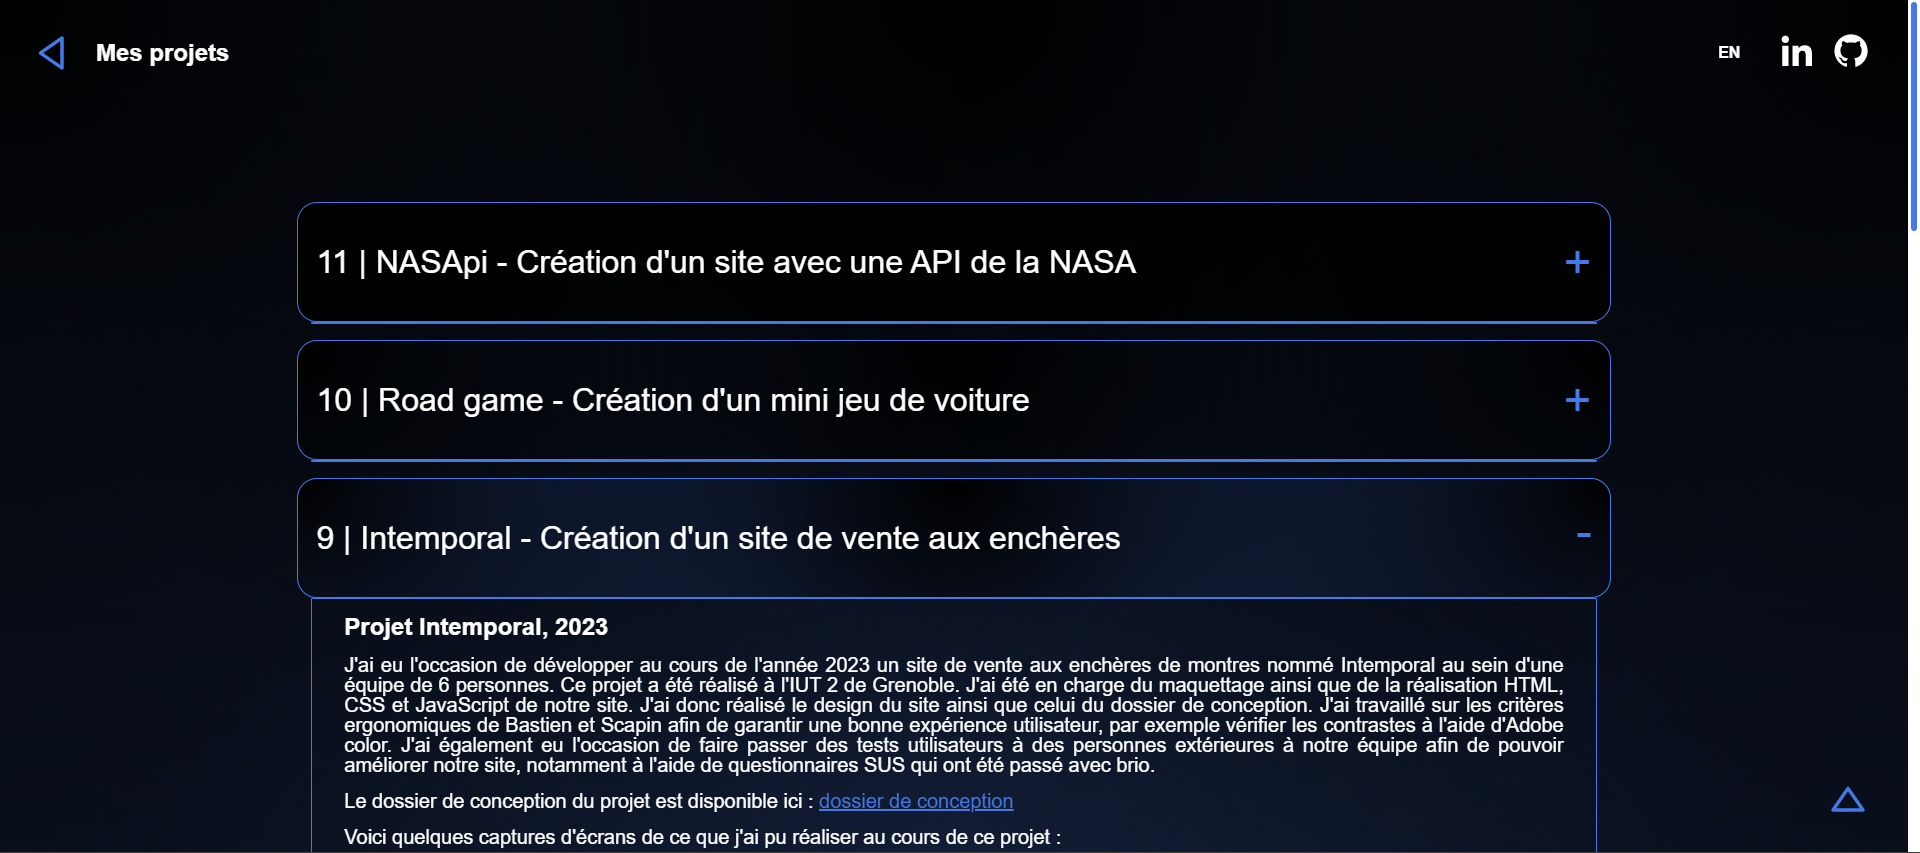 Mes projets
EN
in
11 | NASApi - Création d'un site avec une API de la NASA
+
10 | Road game - Création d'un mini jeu de voiture
+
9 | Intemporal - Création d'un site de vente aux enchères
-
Projet Intemporal, 2023
J'ai eu l'occasion de développer au cours de l'année 2023 un site de vente aux enchères de montres nommé Intemporal au sein d'une
équipe de 6 personnes. Ce projet a été réalisé à l'IUT 2 de Grenoble. J'ai été en charge du maquettage ainsi que de la réalisation HTML,
CSS et JavaScript de notre site. J'ai donc réalisé le design du site ainsi que celui du dossier de conception. J'ai travaillé sur les critères
ergonomiques de Bastien et Scapin afin de garantir une bonne expérience utilisateur, par exemple vérifier les contrastes à l'aide d'Adobe
color. J'ai également eu l'occasion de faire passer des tests utilisateurs à des personnes extérieures à notre équipe afin de pouvoir
améliorer notre site, notamment à l'aide de questionnaires SUS qui ont été passé avec brio.
Le dossier de conception du projet est disponible ici : dossier de conception
Voici quelques captures d'écrans de ce que j'ai pu réaliser au cours de ce projet :